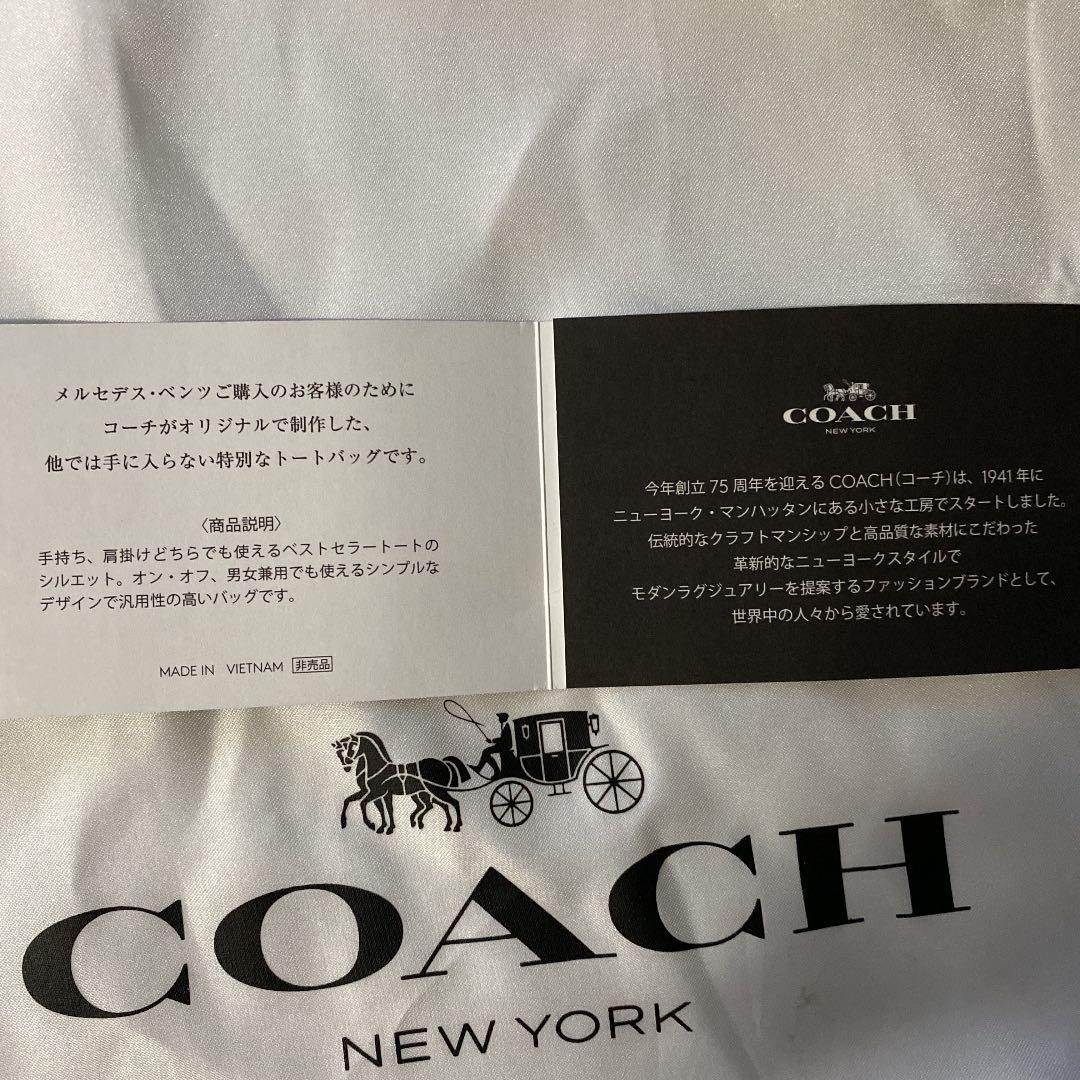 メルセデス・ベンツご購入のお客様のために
コーチがオリジナルで制作した、
他では手に入らない特別なトートバッグです。
〈商品説明〉
手持ち、肩掛けどちらでも使えるベストセラートートの
シルエット。オン・オフ、男女兼用でも使えるシンプルな
デザインで汎用性の高いバッグです。
MADE IN VIETNAM 非売品
COACH
NEW YORK
今年創立 75 周年を迎える COACH（コーチ）は、1941 年に
ニューヨーク・マンハッタンにある小さな工房でスタートしました。
伝統的なクラフトマンシップと高品質な素材にこだわった
革新的なニューヨークスタイルで
モダンラグジュアリーを提案するファッションブランドとして、
世界中の人々から愛されています。
COACH
NEW YORK